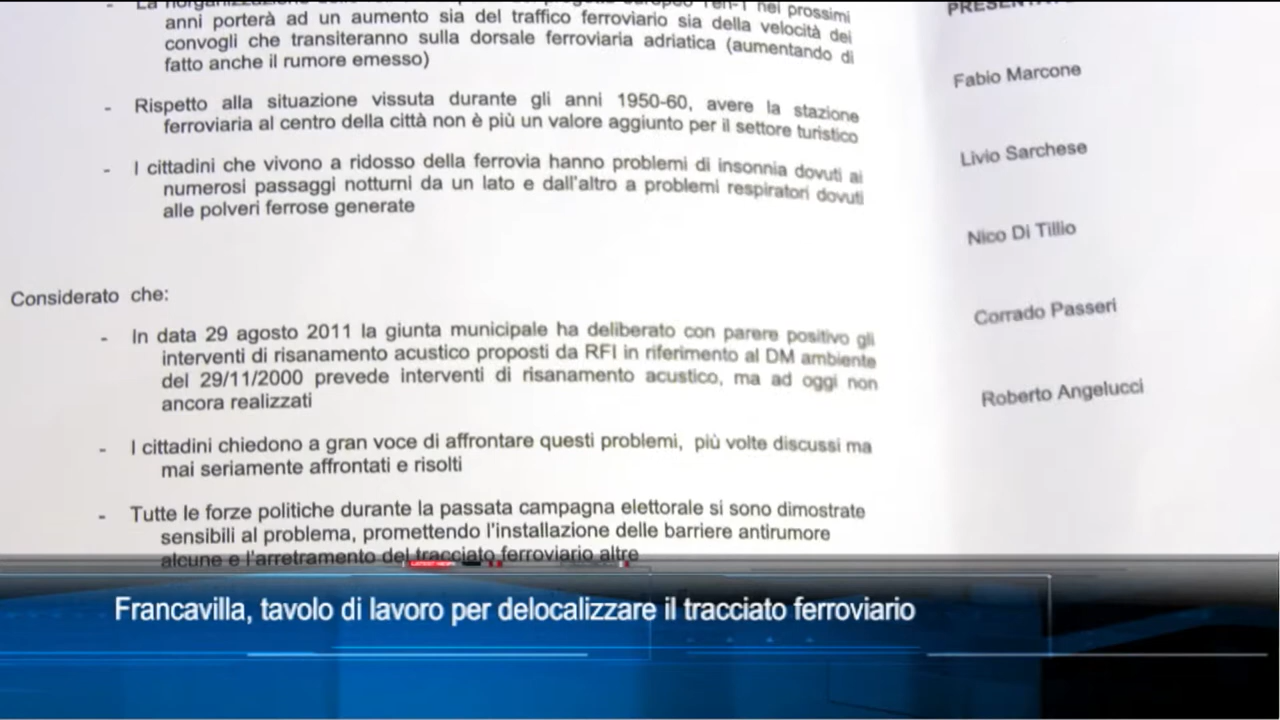 anni porterà ad un aumento sia del traffico ferroviario sia della velocità dei
convogli che transiteranno sulla dorsale ferroviaria adriatica (aumentando di
fatto anche il rumore emesso)
- Rispetto alla situazione vissuta durante gli anni 1950-60, avere la stazione
ferroviaria al centro della città non è più un valore aggiunto per il settore turistico
- I cittadini che vivono a ridosso della ferrovia hanno problemi di insonnia dovuti ai
numerosi passaggi notturni da un lato e dall'altro a problemi respiratori dovuti
alle polveri ferrose generate
Considerato che:
- In data 29 agosto 2011 la giunta municipale ha deliberato con parere positivo gli
interventi di risanamento acustico proposti da RFI in riferimento al DM ambiente
del 29/11/2000 prevede interventi di risanamento acustico, ma ad oggi non
ancora realizzati
- I cittadini chiedono a gran voce di affrontare questi problemi, più volte discussi ma
mai seriamente affrontati e risolti
- Tutte le forze politiche durante la passata campagna elettorale si sono dimostrate
sensibili al problema, promettendo l'installazione delle barriere antirumore
alcune e l'arretramento del tracciato ferroviario altre
Fabio Marcone
Livio Sarchese
Nico Di Tillio
Corrado Passeri
Roberto Angelucci
LATEST NEWS
Francavilla, tavolo di lavoro per delocalizzare il tracciato ferroviario